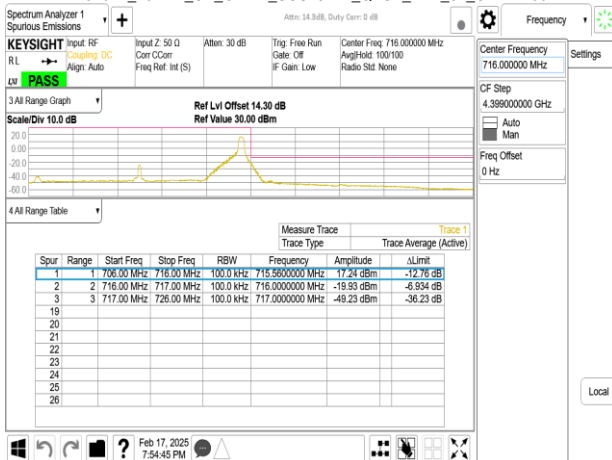 Spectrum Analyzer 1
Spurious Emissions
Attn: 14.8dB, Duty Corr: 0 dB
Frequency
Settings
KEYSIGHT Input: RF Input Z: 50 Ω Atten: 30 dB Trig: Free Run Center Freq: 716.000000 MHz
RL Coupling: DC Corr CCorr Gate: Off Avg|Hold: 100/100
Align: Auto Freq Ref: Int (S) IF Gain: Low Radio Std: None
LXI PASS
Center Frequency
716.000000 MHz
CF Step
4.399000000 GHz
Auto
Man
Freq Offset
0 Hz
3 All Range Graph
Ref Lvl Offset 14.30 dB
Scale/Div 10.0 dB Ref Value 30.00 dBm
20.0
0.00
-20.0
-40.0
-60.0
4 All Range Table
Measure Trace Trace 1
Trace Type Trace Average (Active)
Spur Range Start Freq Stop Freq RBW Frequency Amplitude ΔLimit
1 1 706.00 MHz 716.00 MHz 100.0 kHz 715.5600000 MHz 17.24 dBm -12.76 dB
2 2 716.00 MHz 717.00 MHz 100.0 kHz 716.0000000 MHz -19.93 dBm -6.934 dB
3 3 717.00 MHz 726.00 MHz 100.0 kHz 717.0000000 MHz -49.23 dBm -36.23 dB
19
20
21
22
23
24
25
26
Local
Feb 17, 2025
7:54:45 PM